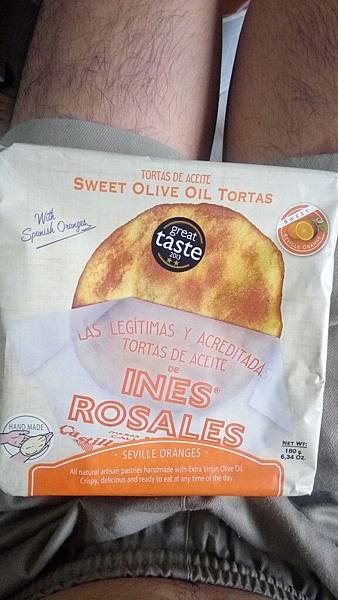 TORTAS DE ACEITE
SWEET OLIVE OIL TORTAS
With
Spanish Oranges
great
taste
2013
SWEET
SEVILLE ORANGES
LAS LEGÍTIMAS Y ACREDITADAS
TORTAS DE ACEITE
DE
INES®
ROSALES
HAND MADE
· SEVILLE ORANGES ·
NET WT:
180 g
6,34 Oz.
All natural artisan pastries handmade with Extra Virgin Olive Oil
Crispy, delicious and ready to eat at any time of the day